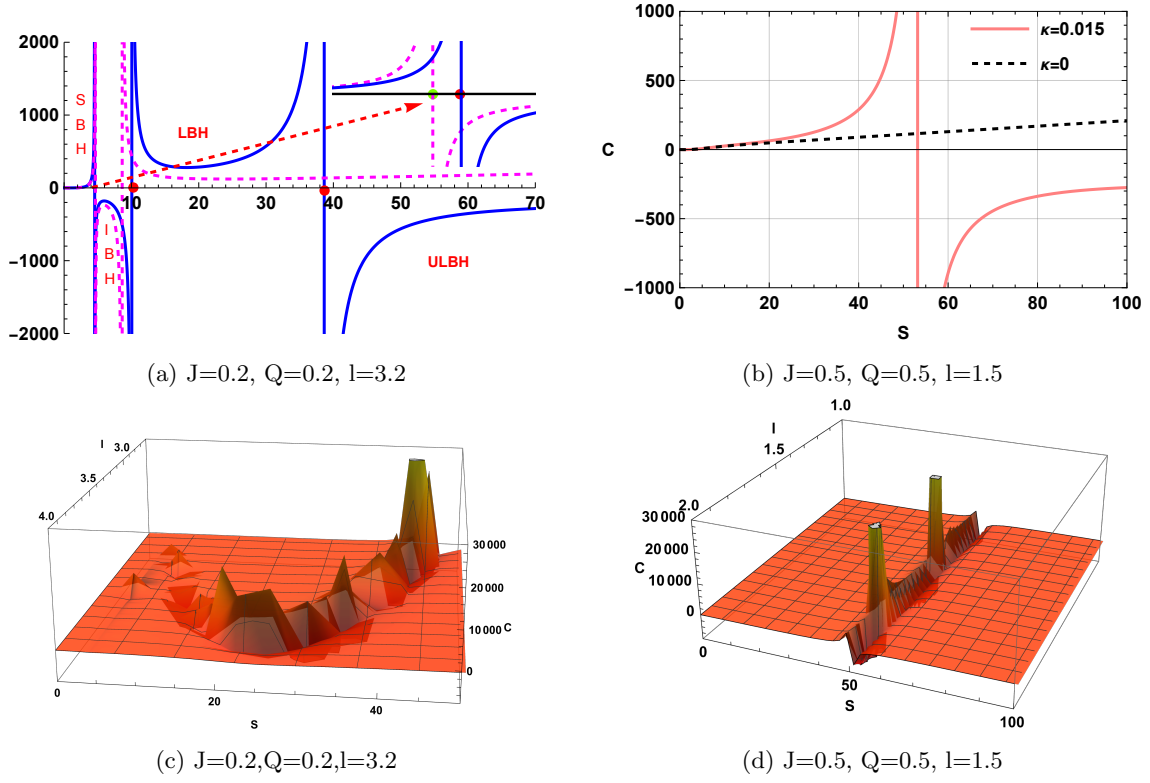 2000
1000
0
−1000
−2000
10
20
30
40
50
60
70
S
B
H
I
B
H
LBH
ULBH
(a) J=0.2, Q=0.2, l=3.2
1000
500
0
−500
−1000
C
0
20
40
60
80
100
S
κ=0.015
κ=0
(b) J=0.5, Q=0.5, l=1.5
l
3.0
3.5
4.0
30 000
20 000
10 000
0
C
0
20
40
S
(c) J=0.2,Q=0.2,l=3.2
1.0
l
1.5
2.0
30 000
20 000
C
10 000
0
0
50
S
100
(d) J=0.5, Q=0.5, l=1.5